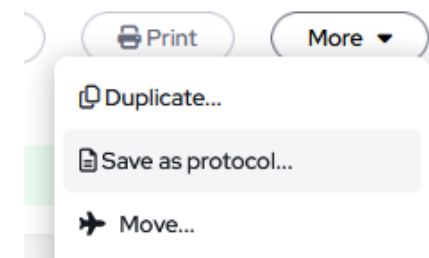 Print
More
Duplicate...
Save as protocol...
Move...